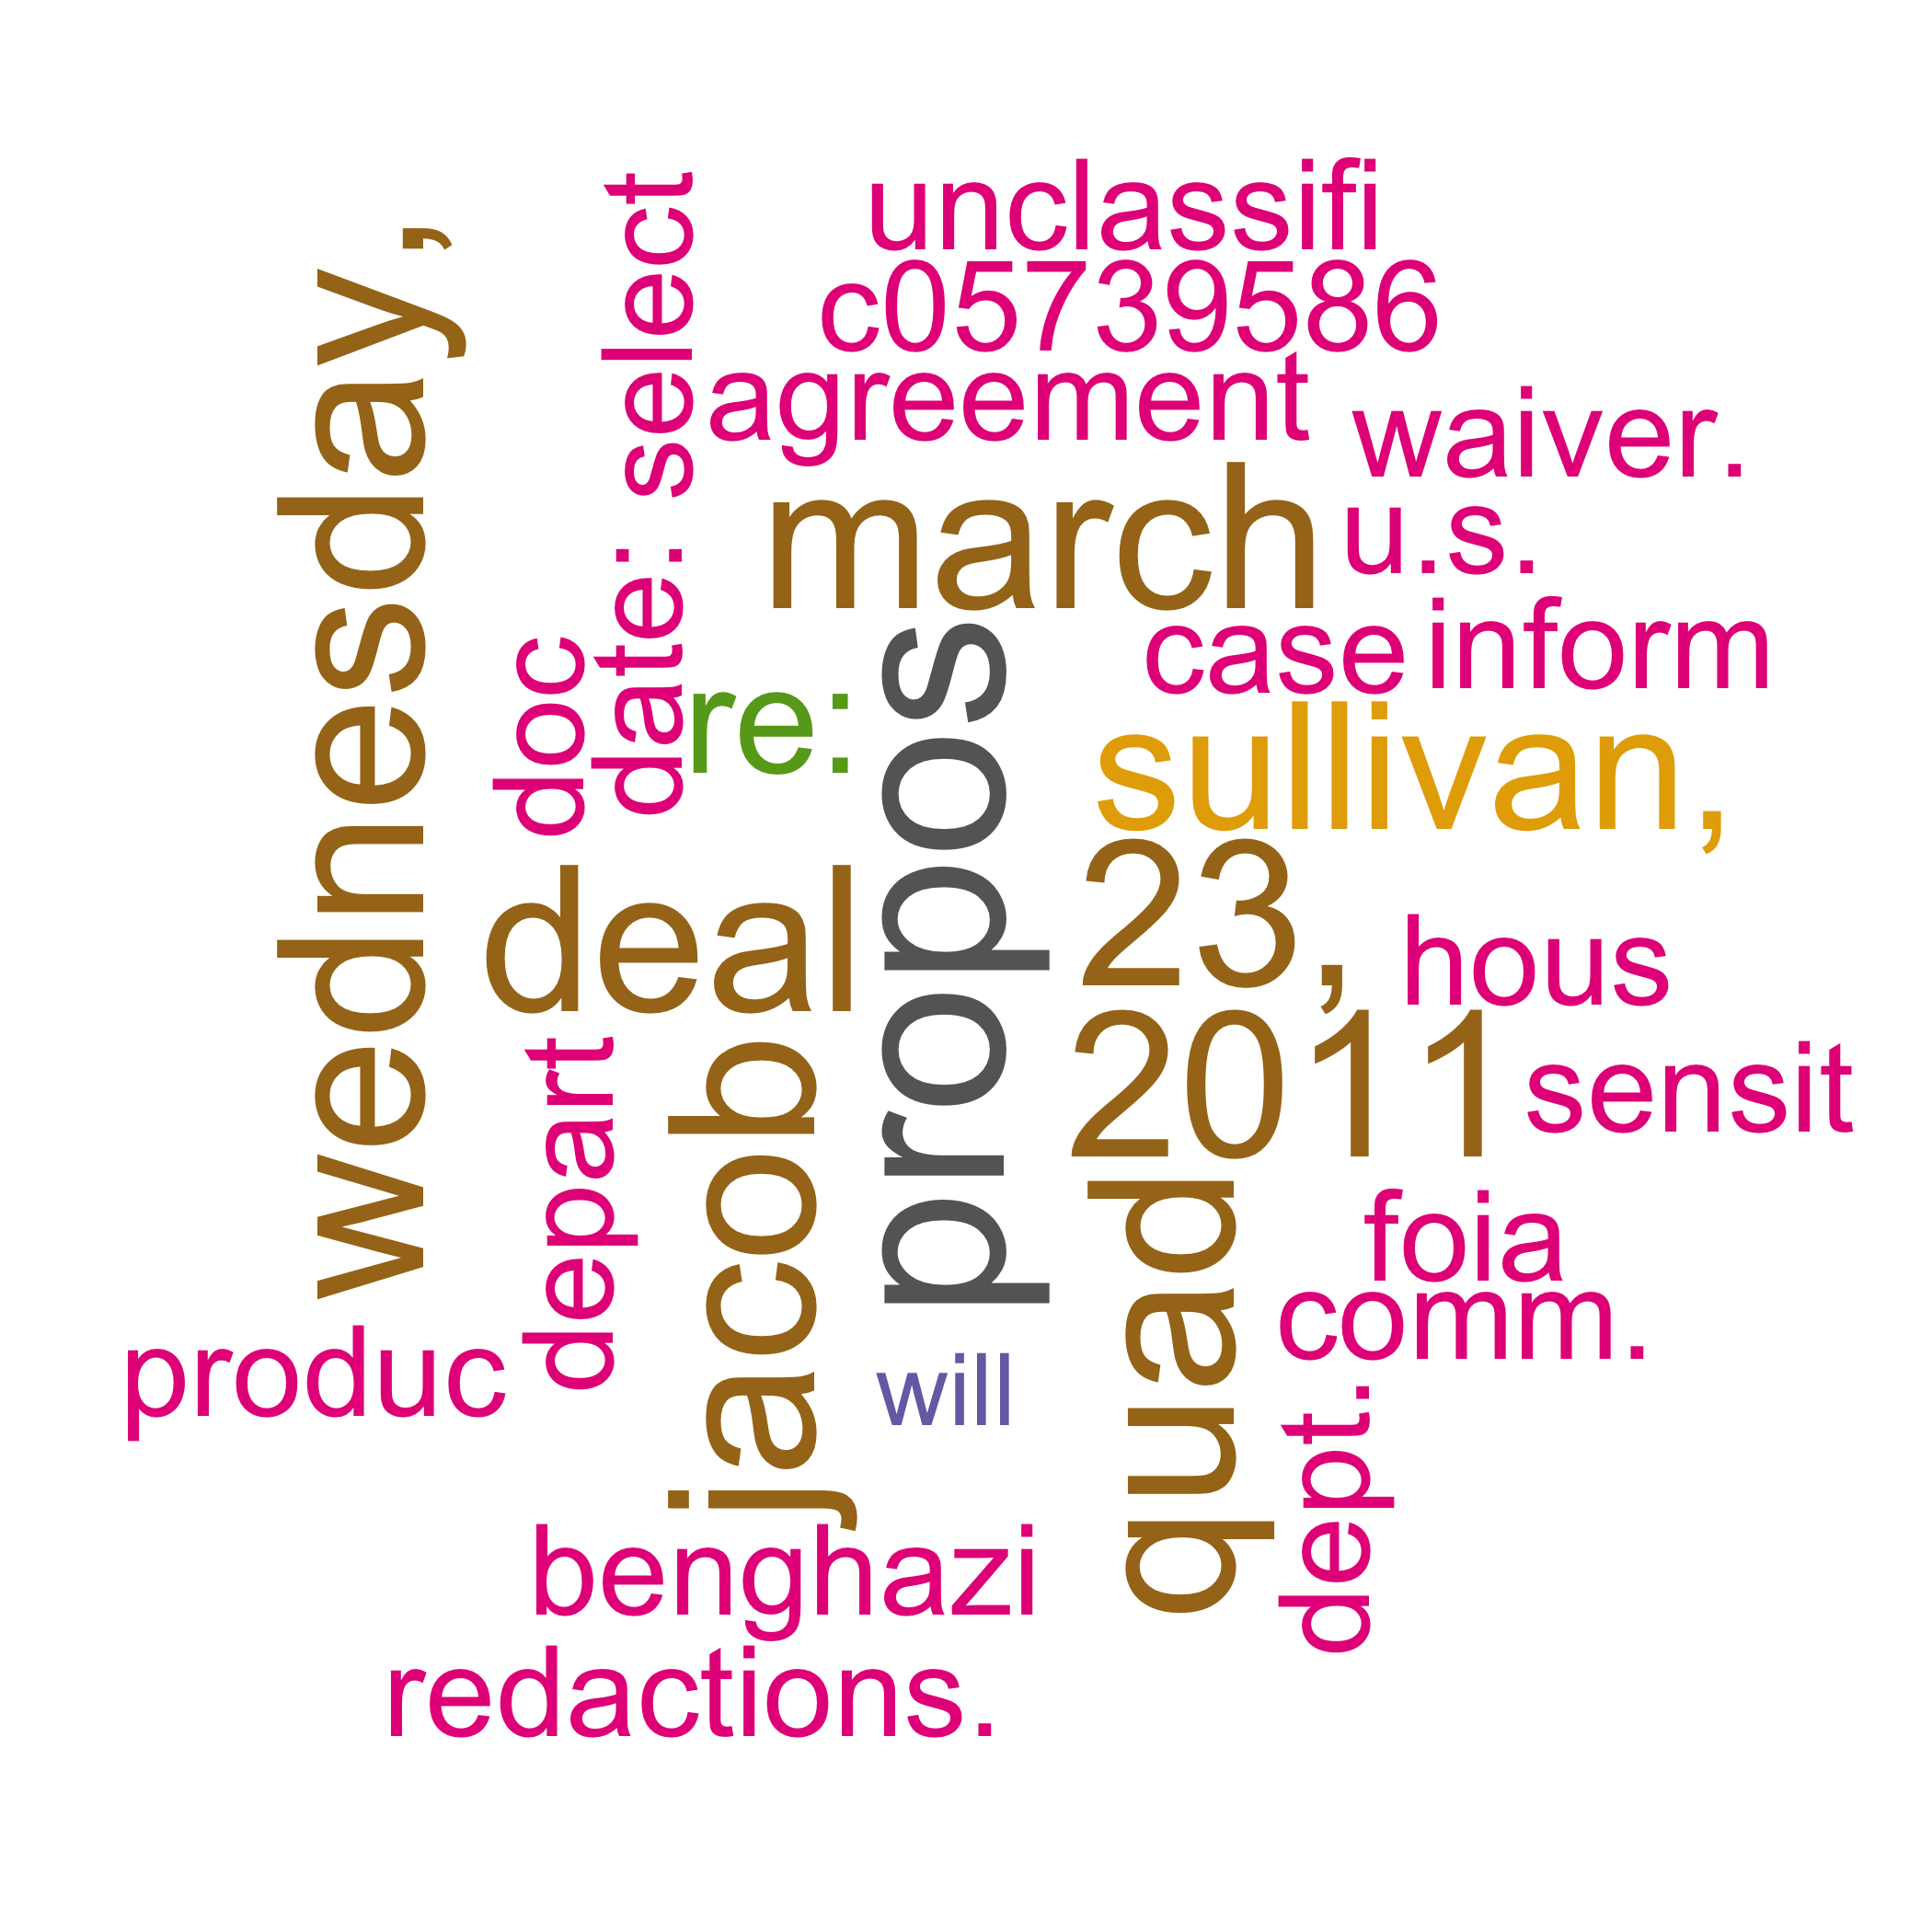 unclassifi
select
wednesday,
c05739586
agreement
waiver.
march
u.s.
date:
case inform
propos
doc
re:
sullivan,
deal
23,
hous
2011
sensit
depart
jacob
quad
foia
comm.
produc
will
dept.
benghazi
redactions.